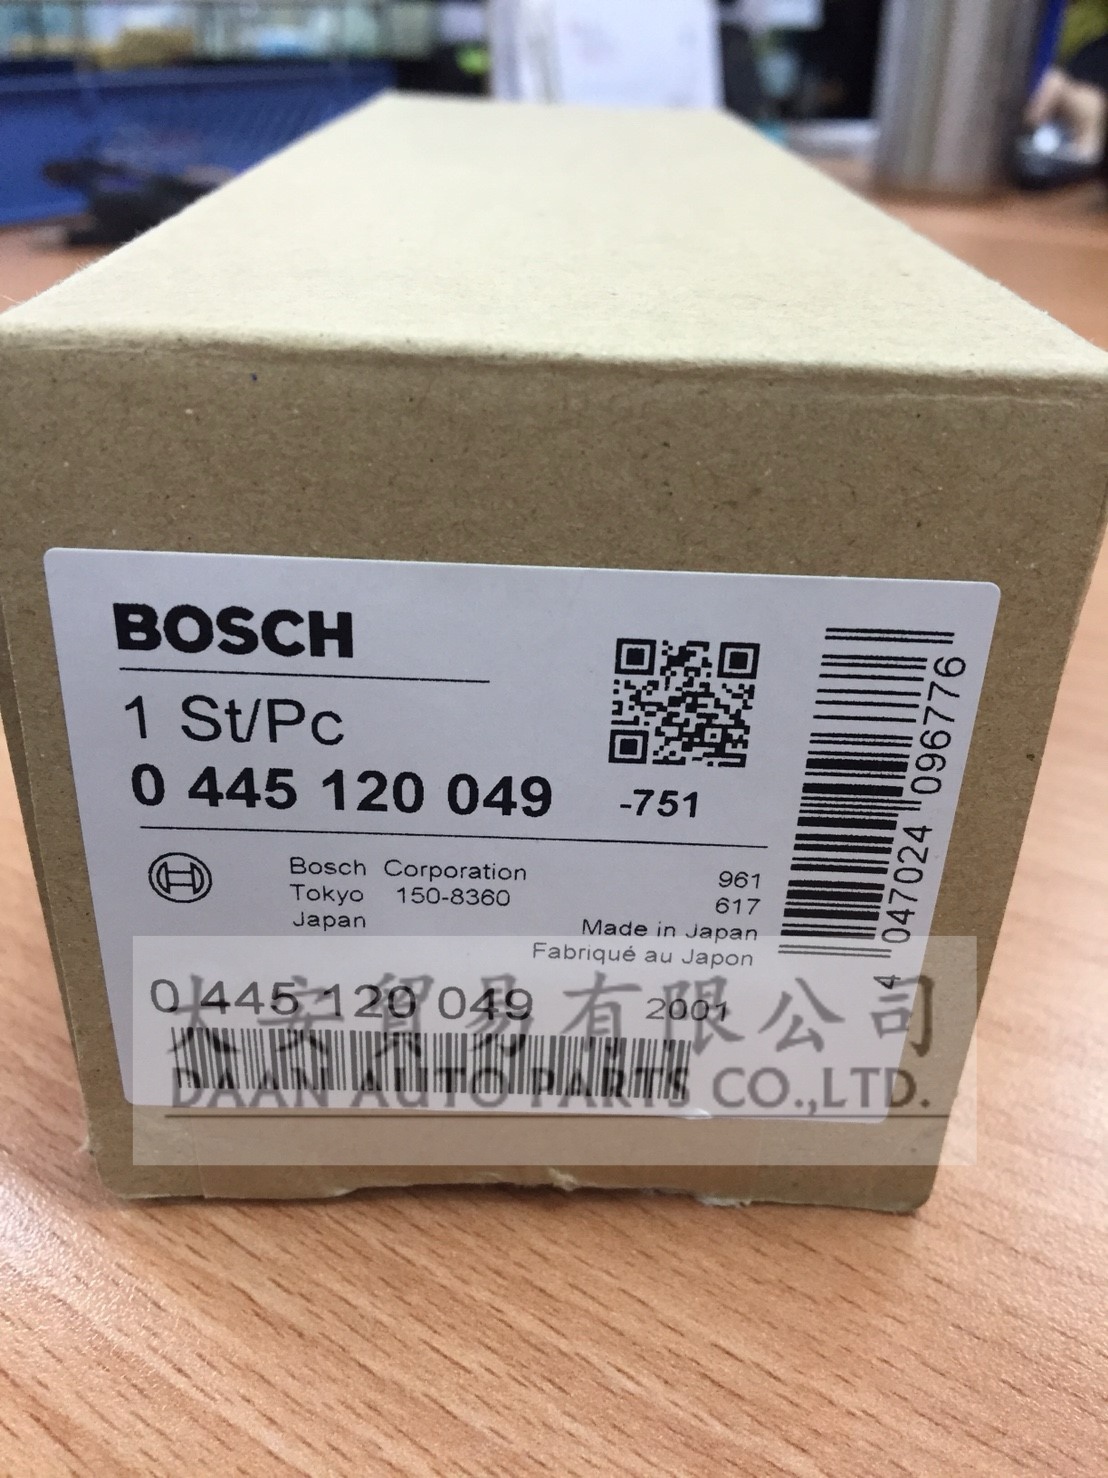 BOSCH
1 St/Pc
0 445 120 049
-751
Bosch Corporation
Tokyo 150-8360
Japan
961
617
Made in Japan
Fabriqué au Japon
0 445 120 049
2001
4 047024 096776
大安貿易有限公司
DAAN AUTO PARTS CO.,LTD.